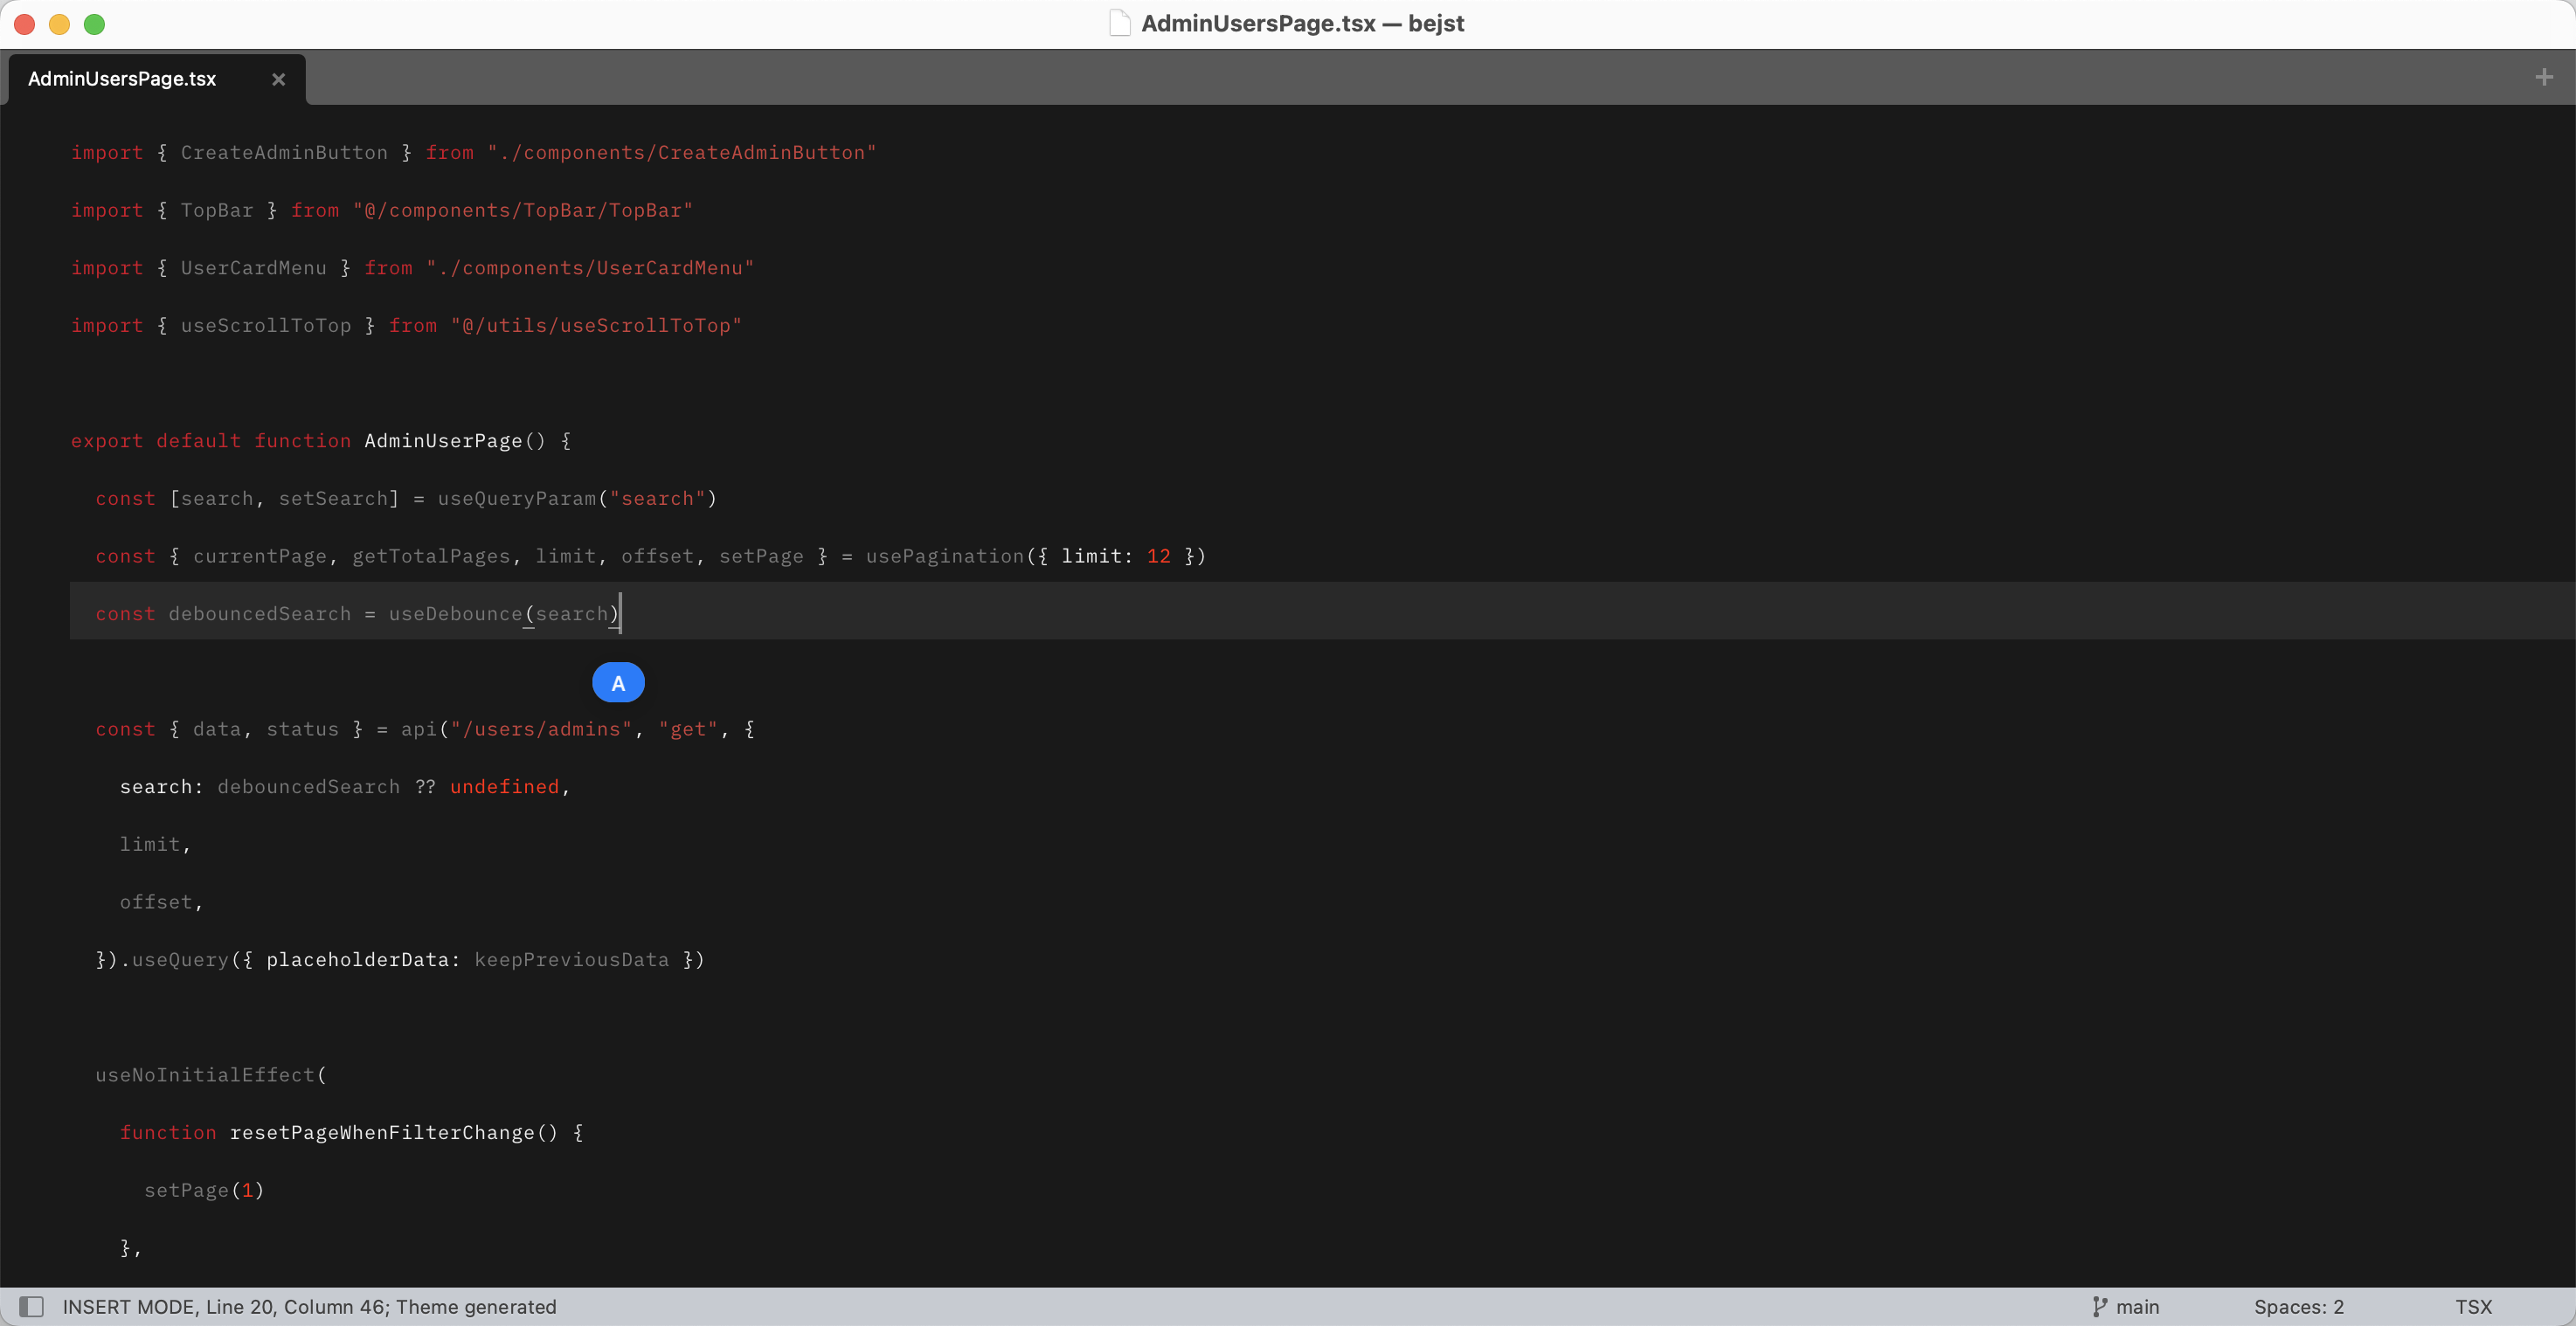 AdminUsersPage.tsx — bejst
AdminUsersPage.tsx
import { CreateAdminButton } from "./components/CreateAdminButton"
import { TopBar } from "@/components/TopBar/TopBar"
import { UserCardMenu } from "./components/UserCardMenu"
import { useScrollToTop } from "@/utils/useScrollToTop"
export default function AdminUserPage() {
const [search, setSearch] = useQueryParam("search")
const { currentPage, getTotalPages, limit, offset, setPage } = usePagination({ limit: 12 })
const debouncedSearch = useDebounce(search)
A
const { data, status } = api("/users/admins", "get", {
search: debouncedSearch ?? undefined,
limit,
offset,
}).useQuery({ placeholderData: keepPreviousData })
useNoInitialEffect(
function resetPageWhenFilterChange() {
setPage(1)
},
INSERT MODE, Line 20, Column 46; Theme generated
main
Spaces: 2
TSX